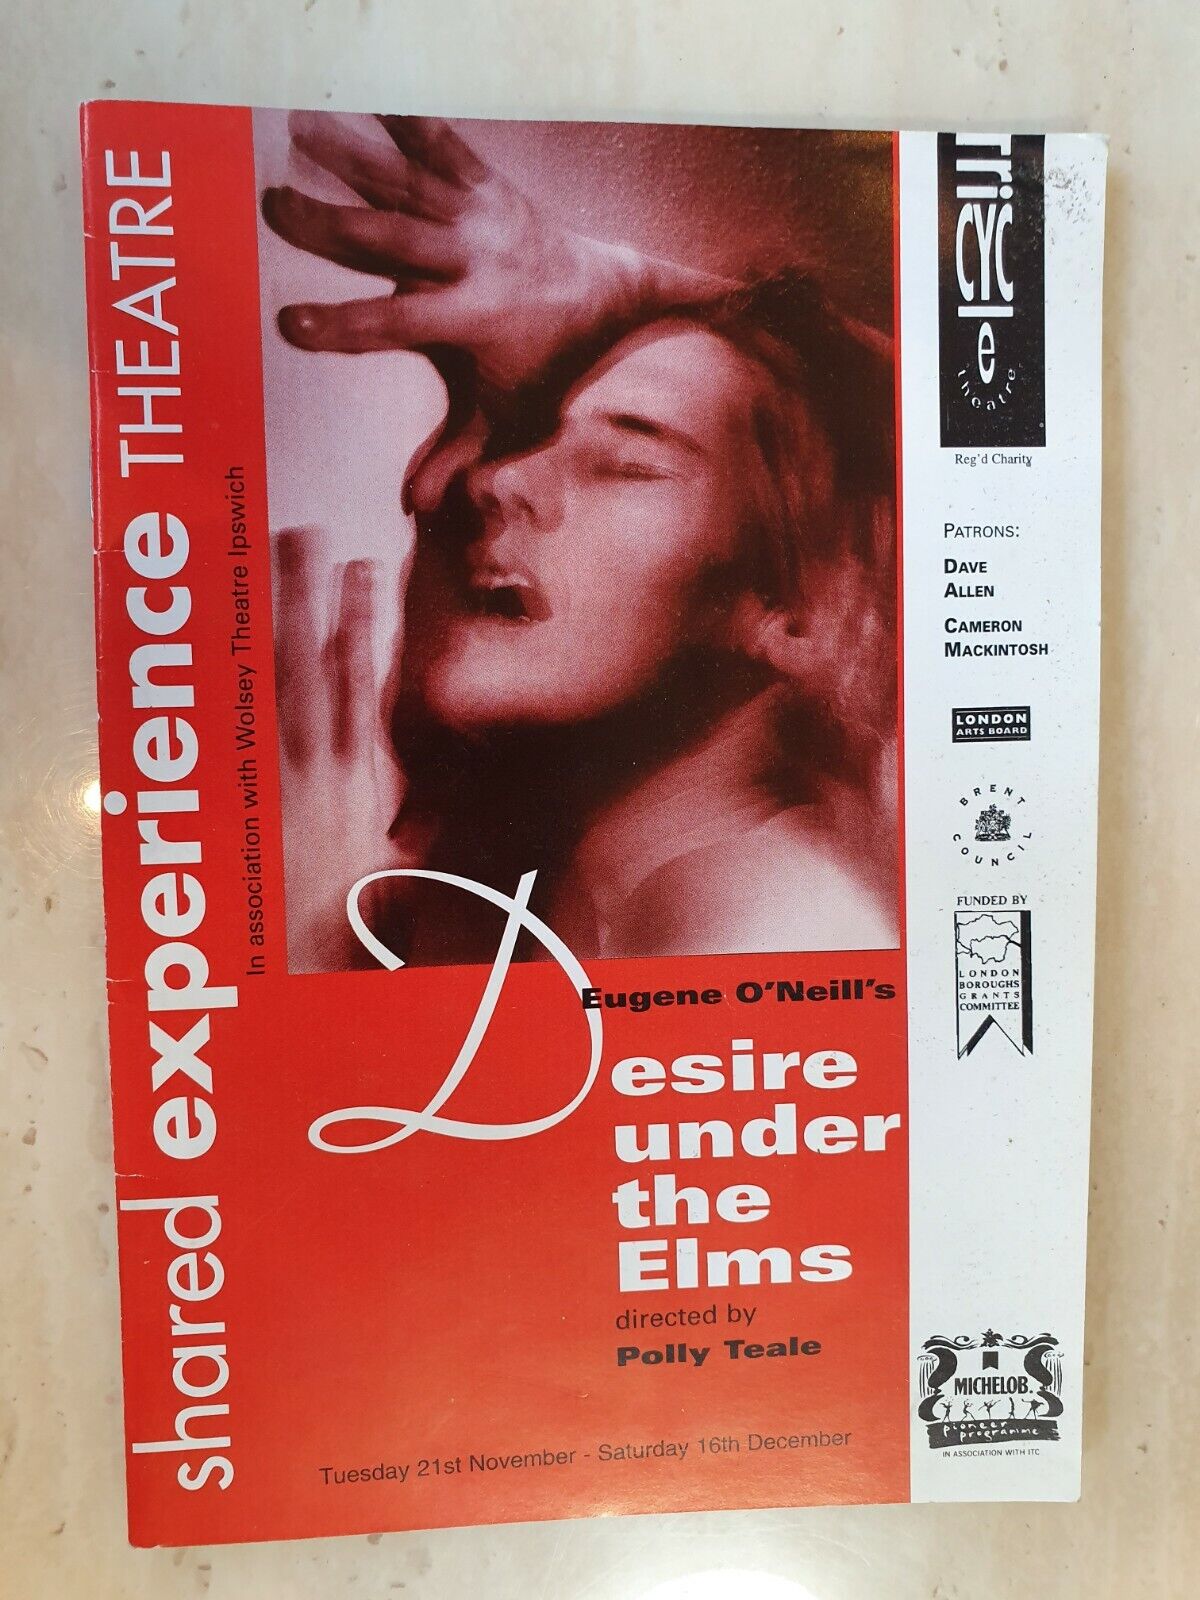 shared experience THEATRE
In association with Wolsey Theatre Ipswich
Tricycle
theatre
Reg'd Charity
PATRONS:
DAVE
ALLEN
CAMERON
MACKINTOSH
LONDON
ARTS BOARD
BRENT
COUNCIL
FUNDED BY
LONDON
BOROUGHS
GRANTS
COMMITTEE
Eugene O'Neill's
Desire
under
the
Elms
directed by
Polly Teale
Tuesday 21st November - Saturday 16th December
MICHELOB.
pioneer
programme
IN ASSOCIATION WITH ITC